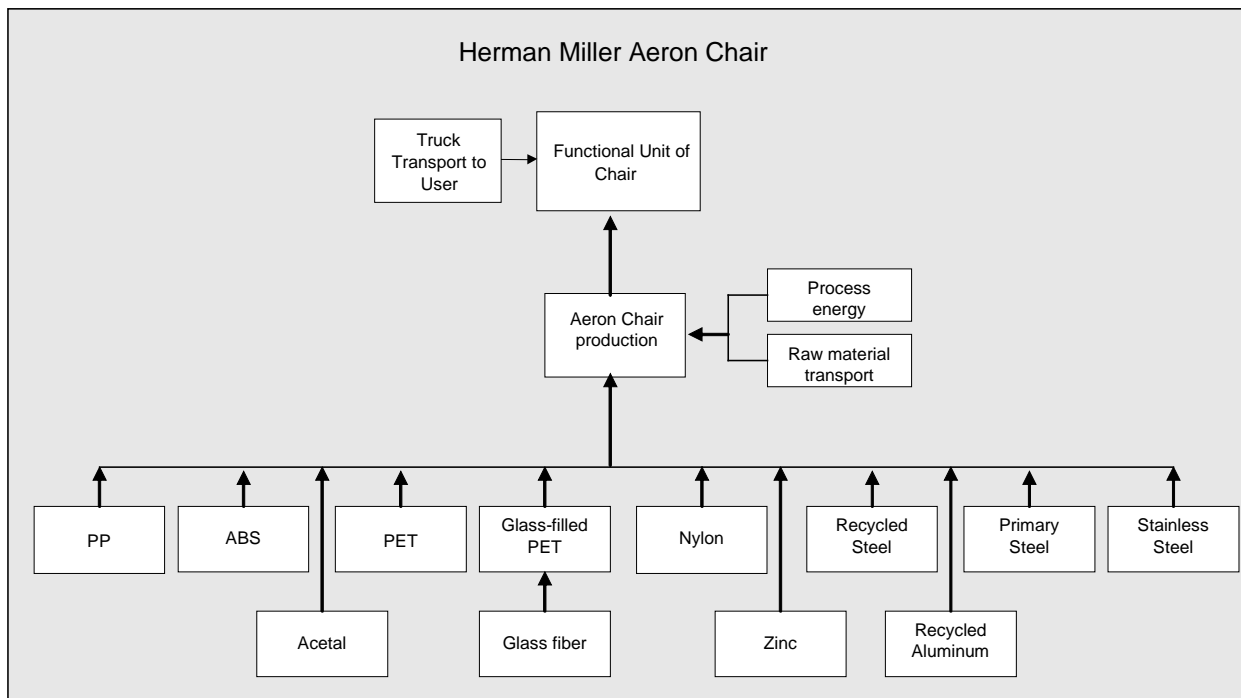 Herman Miller Aeron Chair
Truck
Transport to
User
Functional Unit of
Chair
Process
energy
Aeron Chair
production
Raw material
transport
PP
ABS
PET
Glass-filled
PET
Nylon
Recycled
Steel
Primary
Steel
Stainless
Steel
Acetal
Glass fiber
Zinc
Recycled
Aluminum